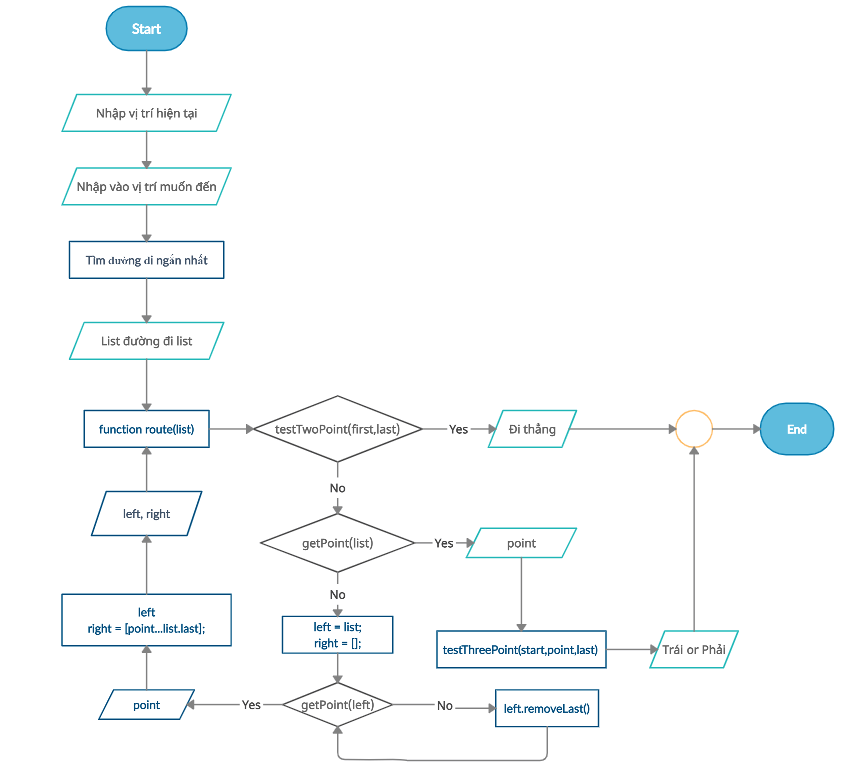 Start
Nhập vị trí hiện tại
Nhập vào vị trí muốn đến
Tìm đường đi ngắn nhất
List đường đi list
function route(list)
testTwoPoint(first,last)
Yes
Đi thẳng
End
No
left, right
getPoint(list)
Yes
point
No
left
right = [point...list.last];
left = list;
right = [];
testThreePoint(start,point,last)
Trái or Phải
point
Yes
getPoint(left)
No
left.removeLast()